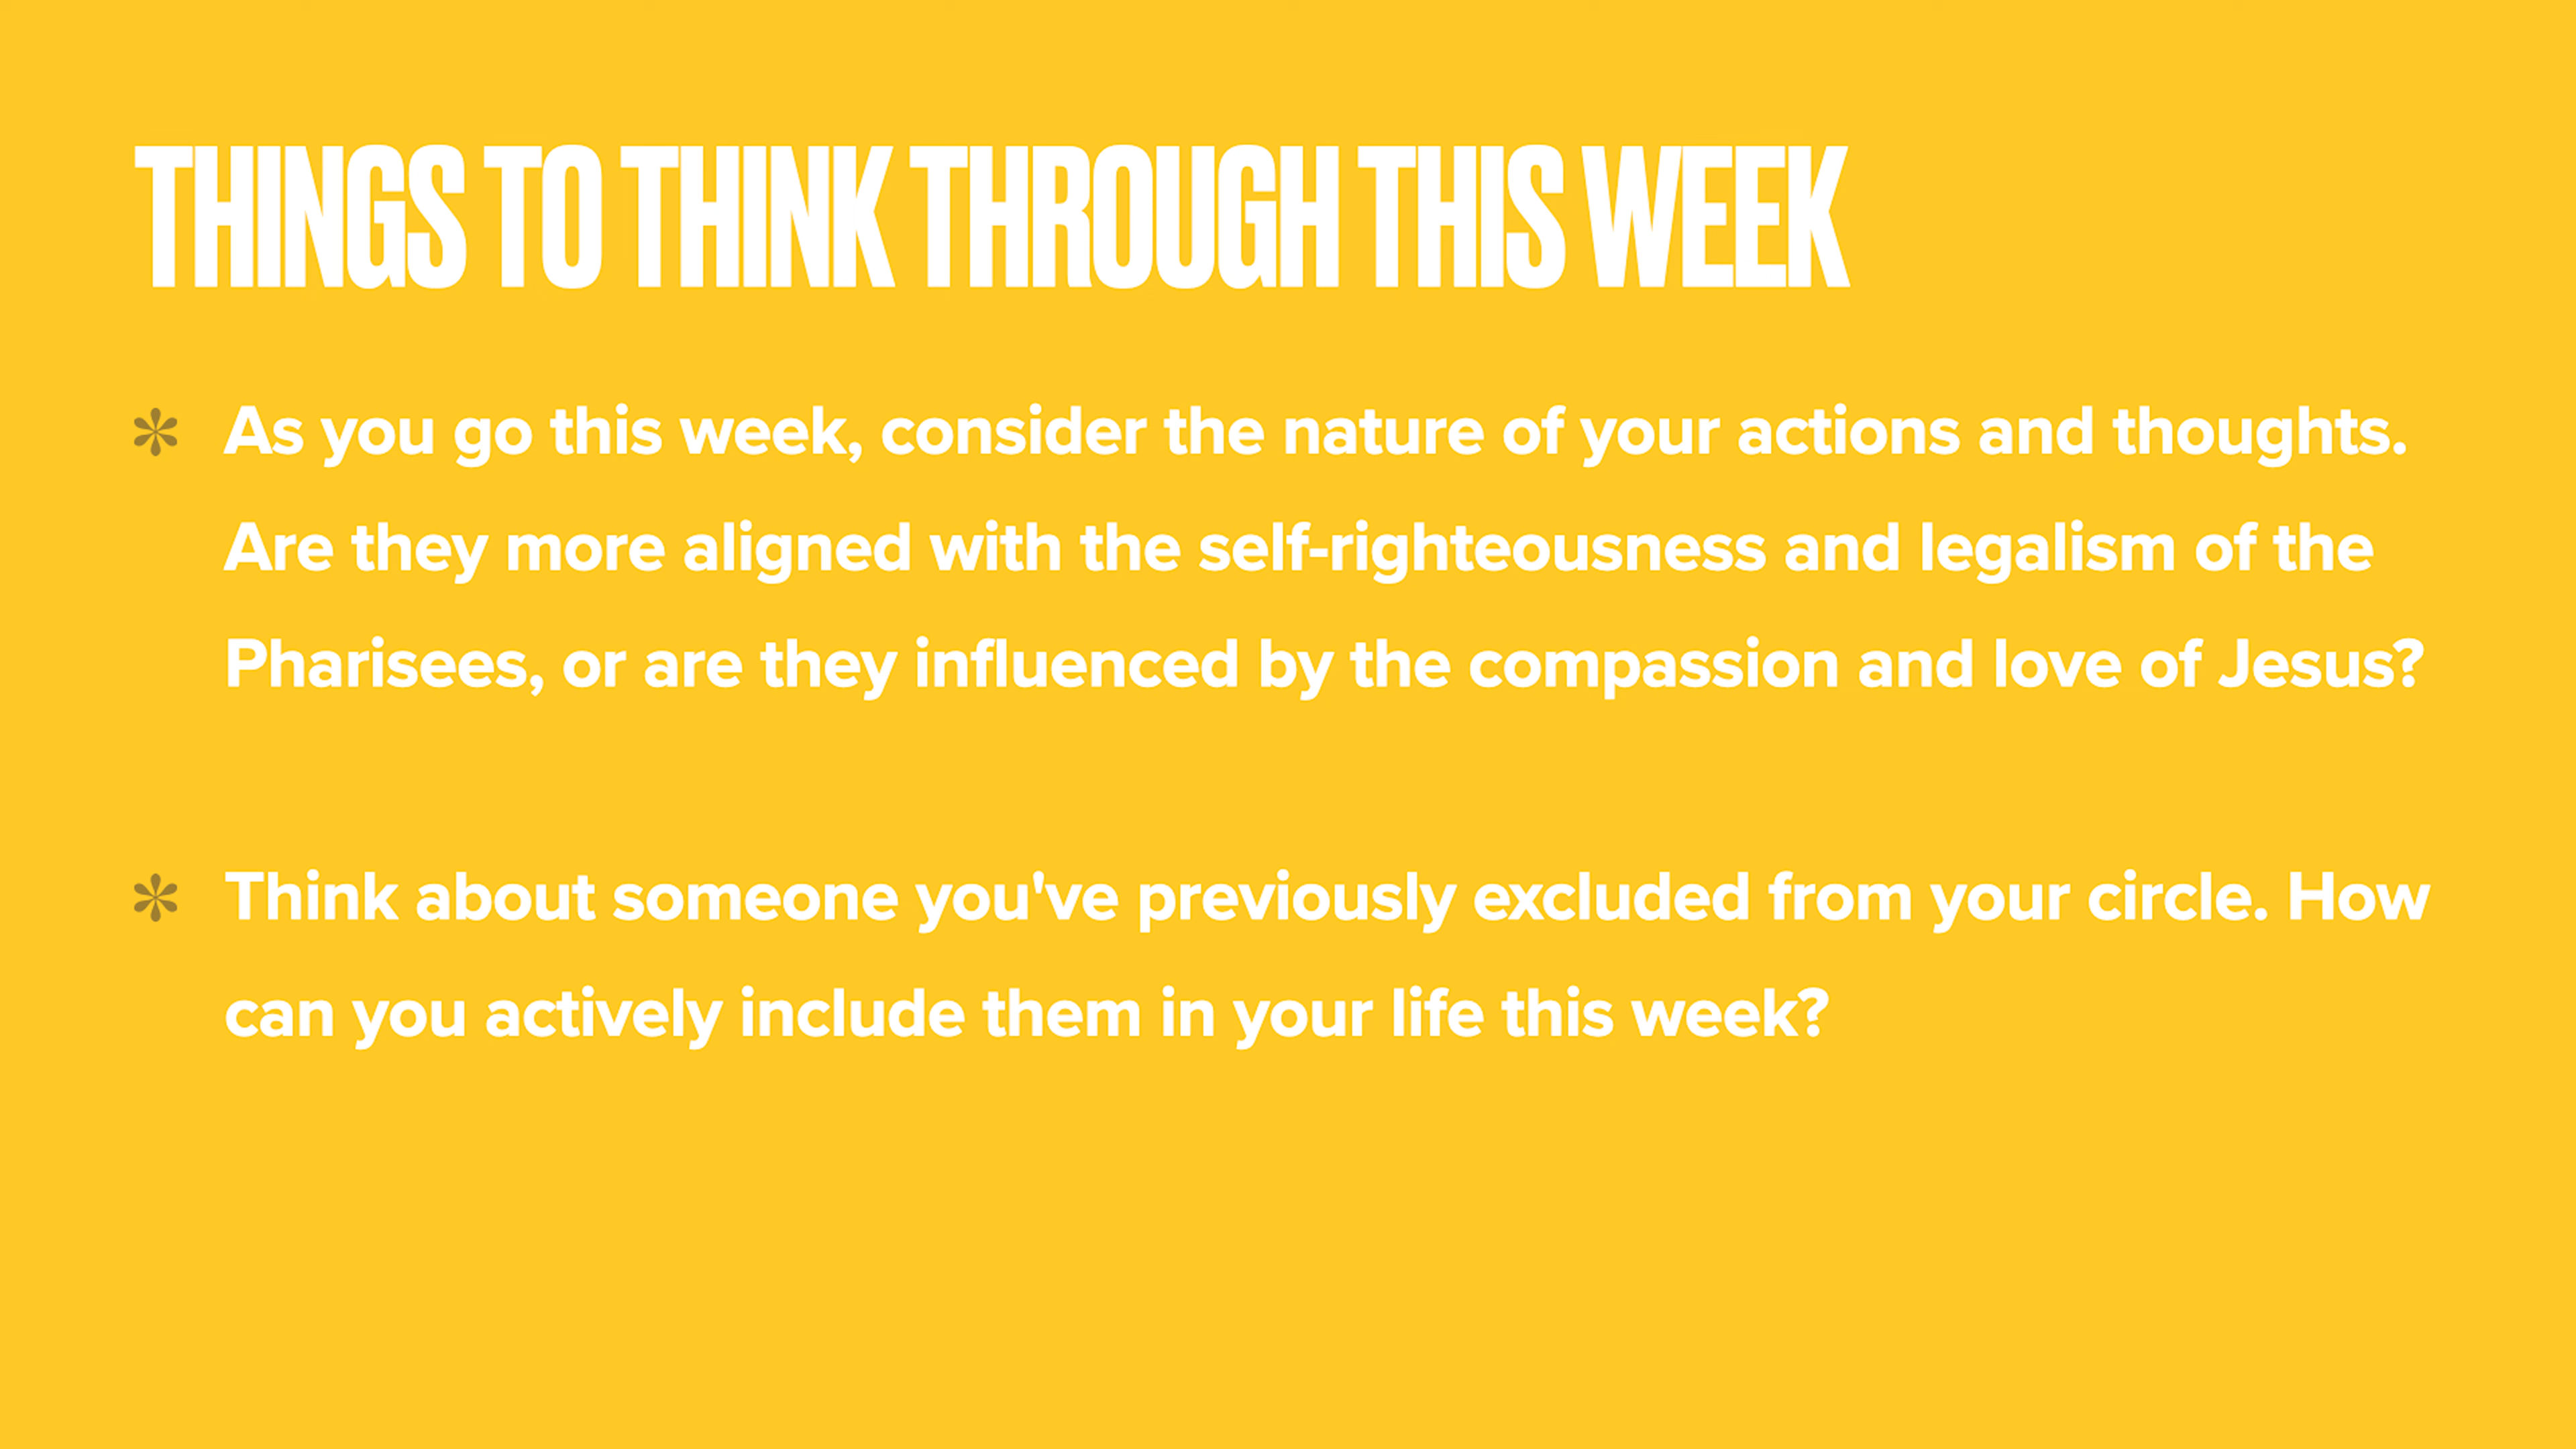 THINGS TO THINK THROUGH THIS WEEK
* As you go this week, consider the nature of your actions and thoughts.
Are they more aligned with the self-righteousness and legalism of the
Pharisees, or are they influenced by the compassion and love of Jesus?
* Think about someone you've previously excluded from your circle. How
can you actively include them in your life this week?